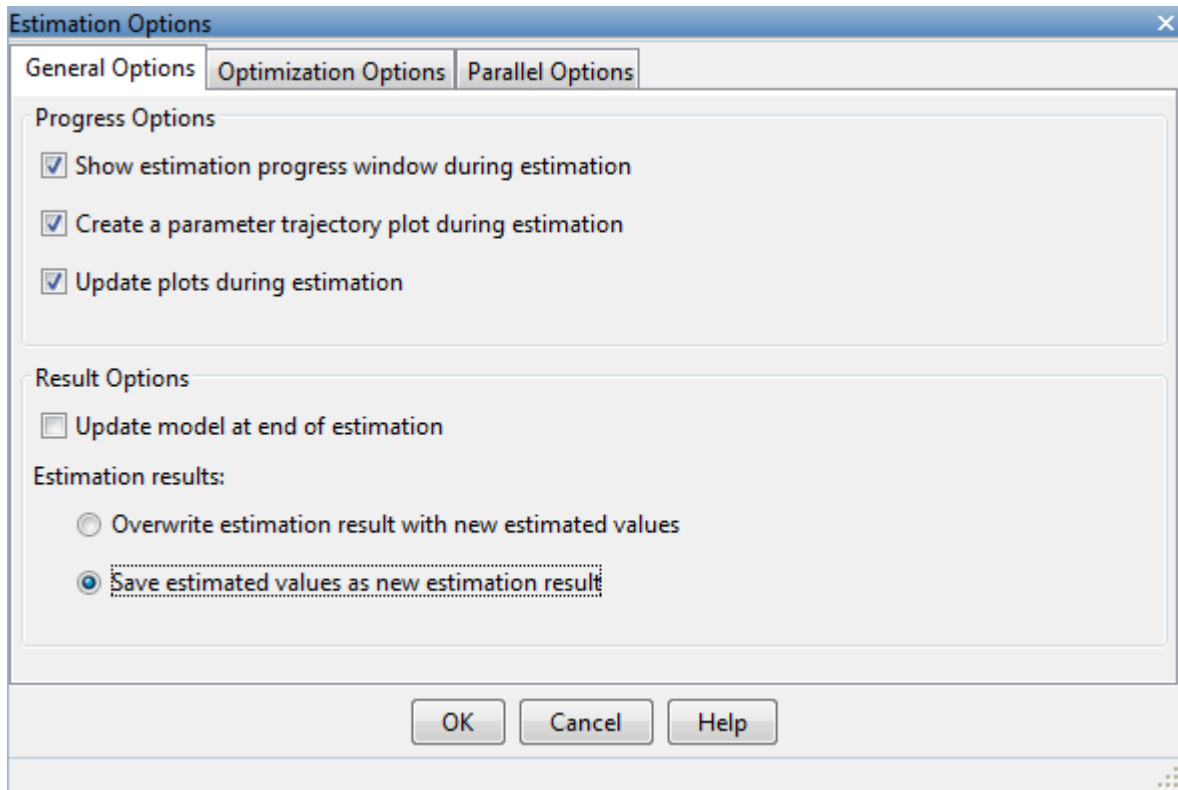 Estimation Options
General Options Optimization Options Parallel Options
Progress Options
Show estimation progress window during estimation
Create a parameter trajectory plot during estimation
Update plots during estimation
Result Options
Update model at end of estimation
Estimation results:
Overwrite estimation result with new estimated values
Save estimated values as new estimation result
OK Cancel Help